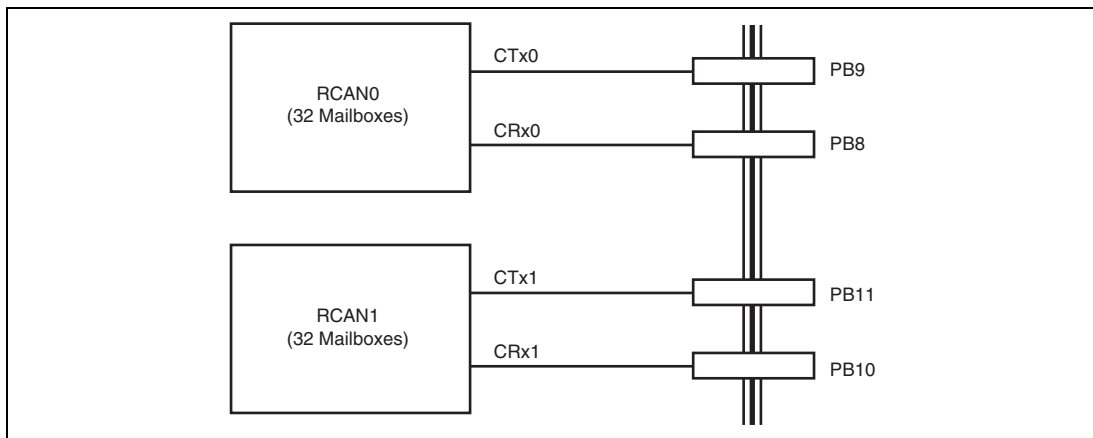 RCAN0
(32 Mailboxes)
CTx0
PB9
CRx0
PB8
RCAN1
(32 Mailboxes)
CTx1
PB11
CRx1
PB10